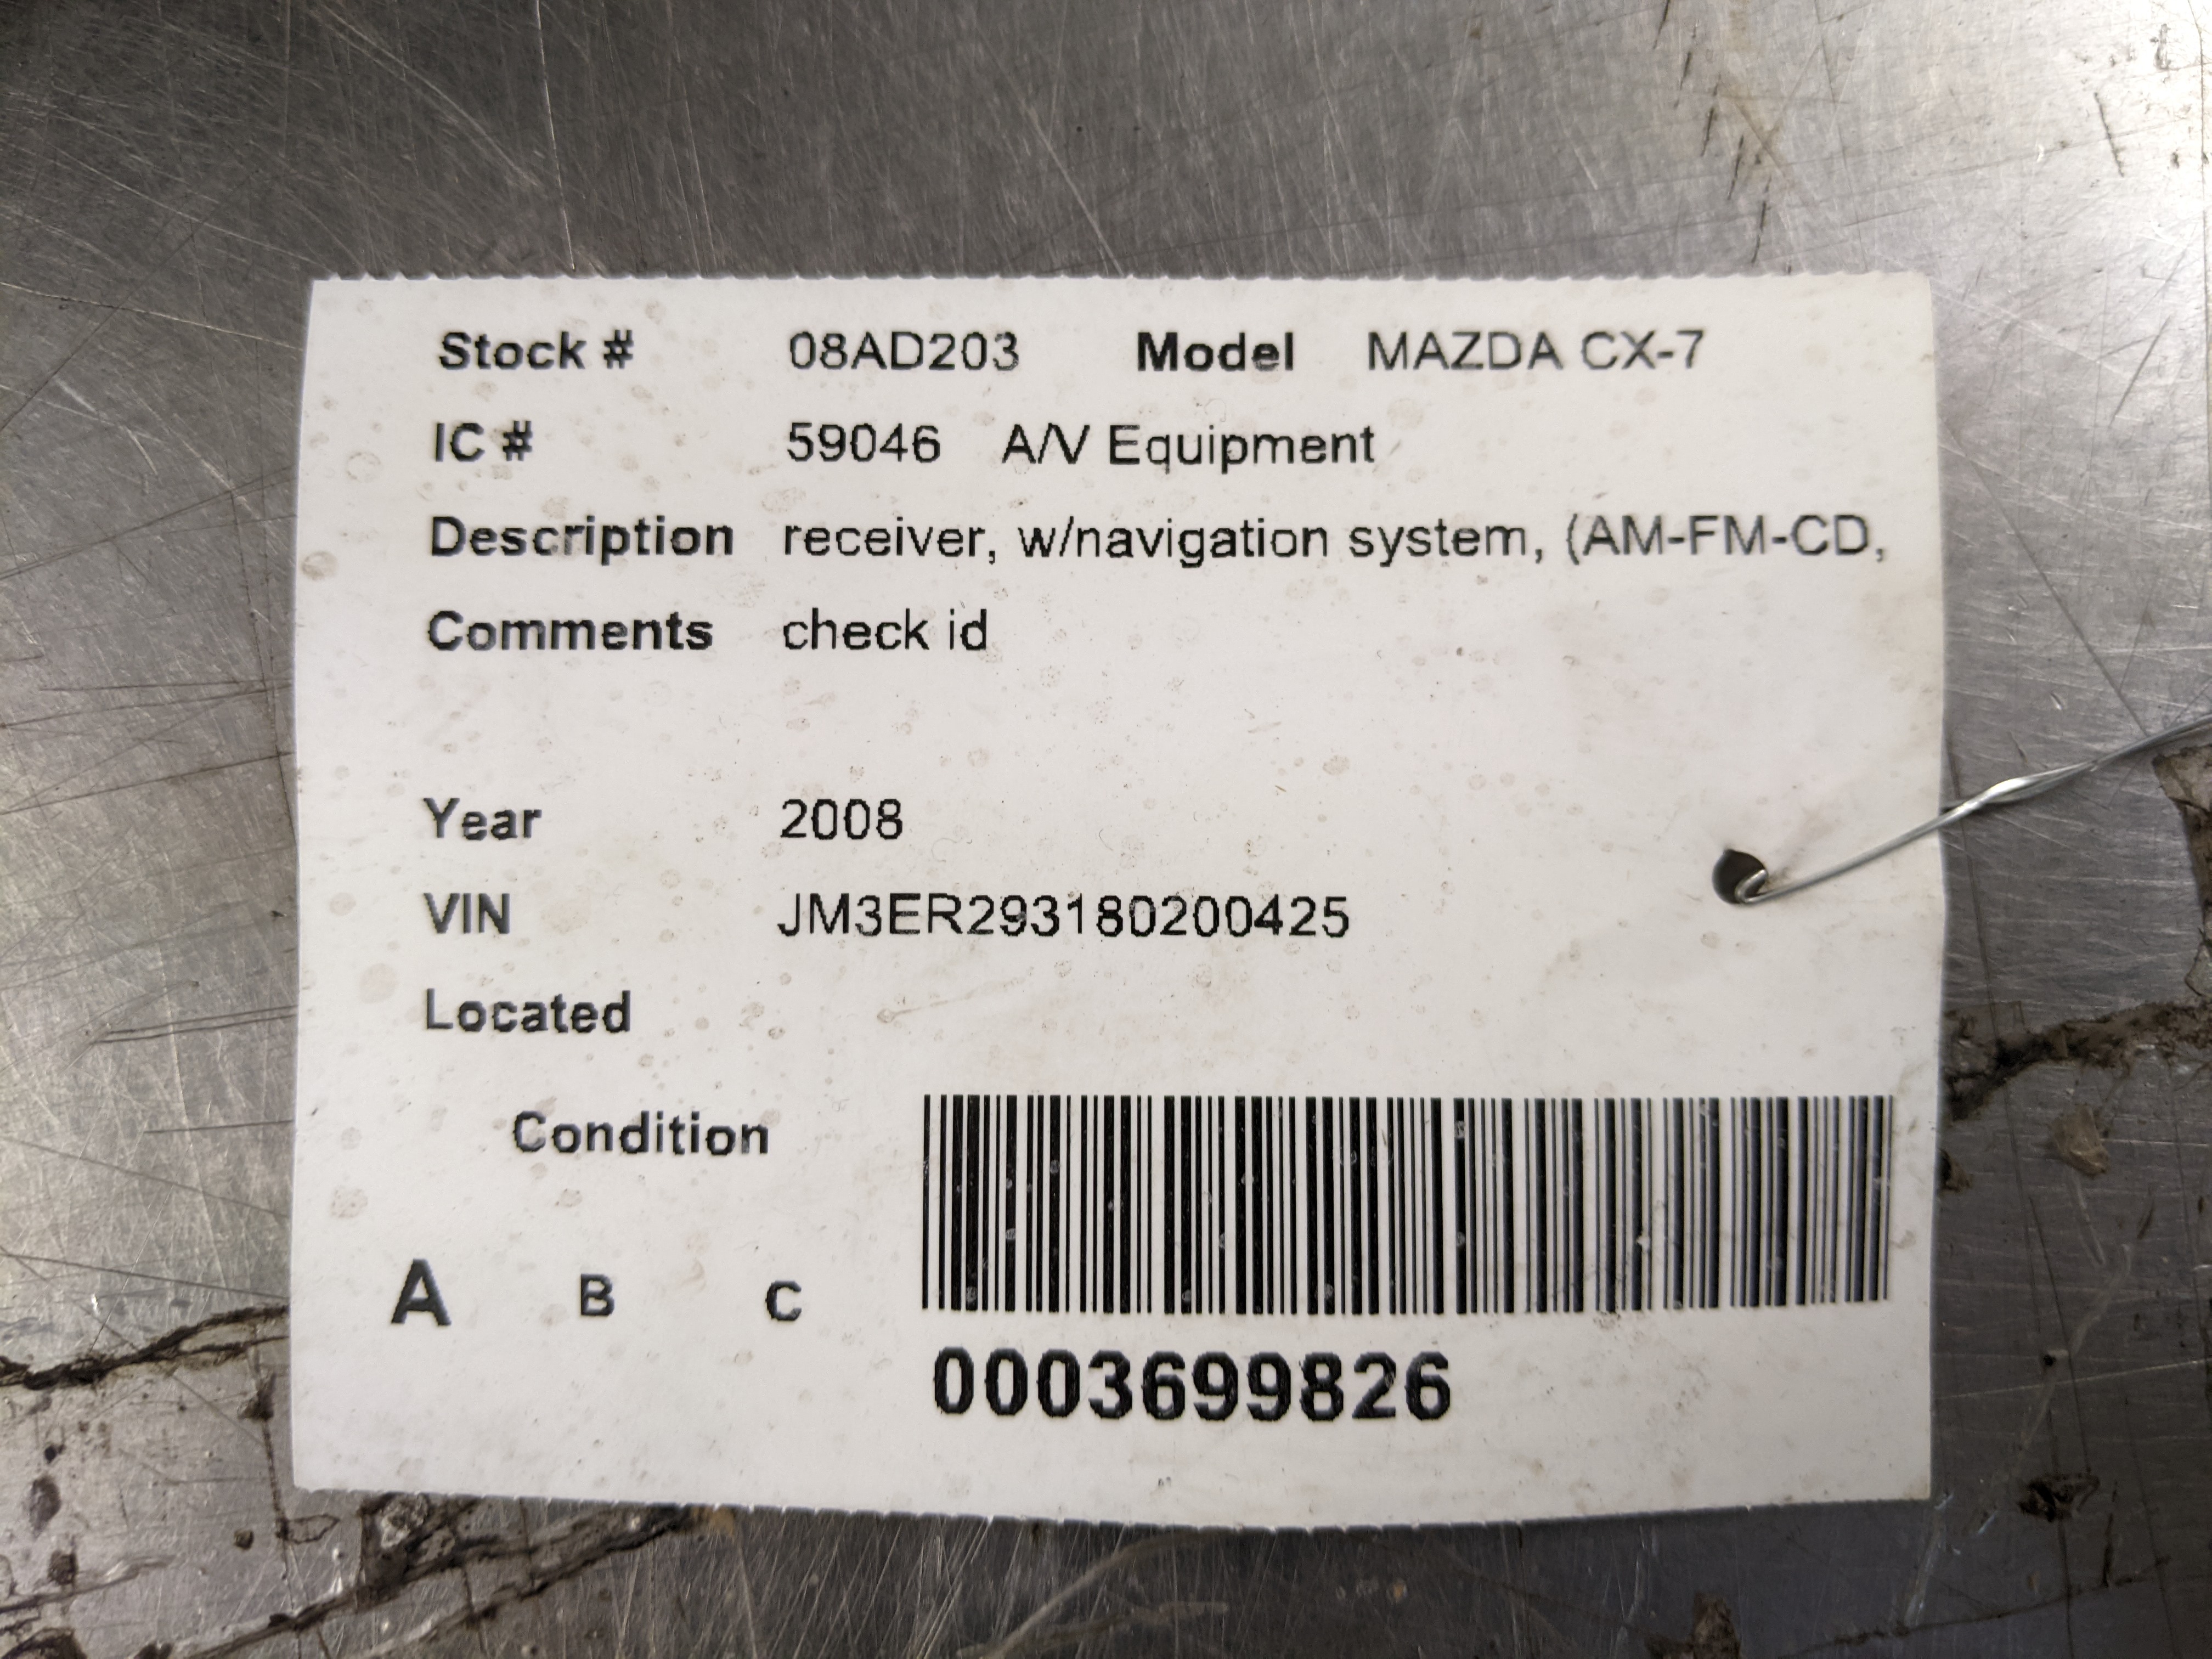 Stock # 08AD203 Model MAZDA CX-7
IC # 59046 A/V Equipment
Description receiver, w/navigation system, (AM-FM-CD,
Comments check id
Year 2008
VIN JM3ER293180200425
Located
Condition
A B C
0003699826